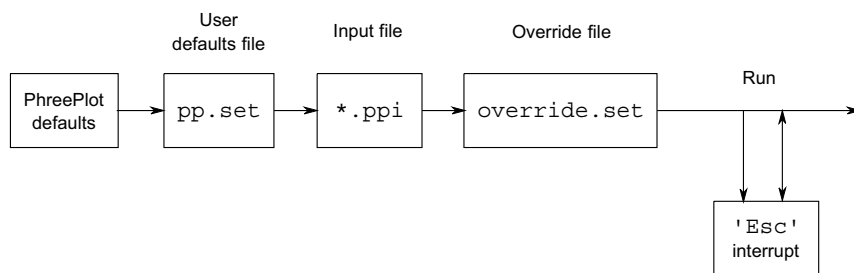 User
defaults file
Input file
Override file
Run
PhreePlot
defaults
pp.set
*.ppi
override.set
'Esc'
interrupt